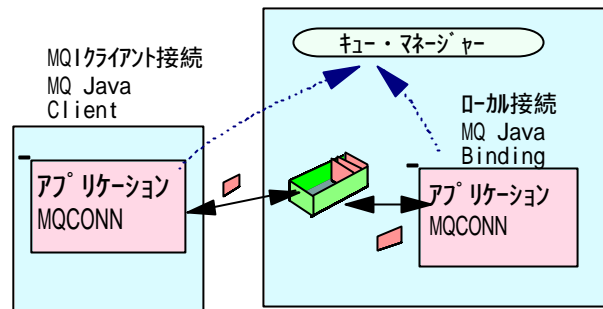 キュー・マネージャー
MQIクライアント接続
MQ Java
Client
ローカル接続
MQ Java
Binding
アプリケーション
MQCONN
アプリケーション
MQCONN